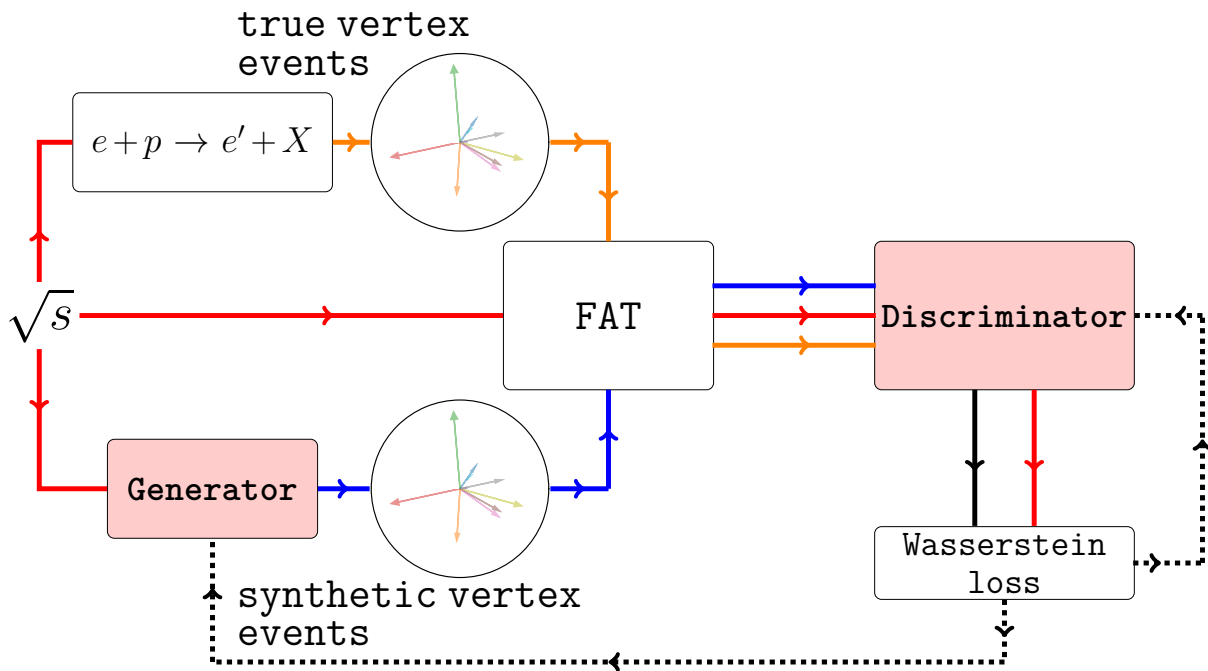 true vertex
events
e + p → e′ + X
√s
FAT
Discriminator
Generator
Wasserstein
loss
synthetic vertex
events